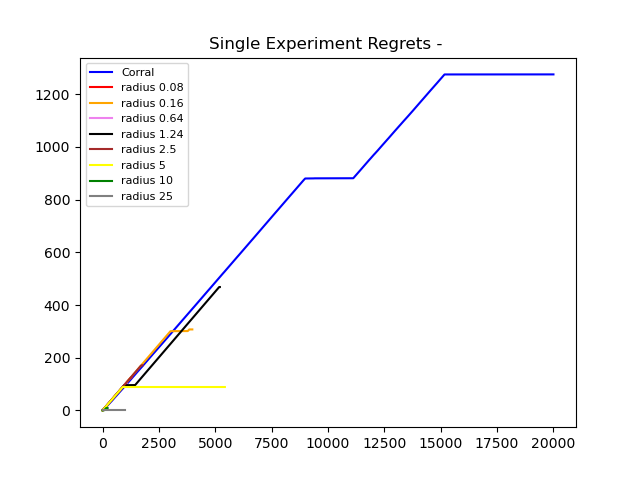 Single Experiment Regrets -
Corral
radius 0.08
radius 0.16
radius 0.64
radius 1.24
radius 2.5
radius 5
radius 10
radius 25
1200
1000
800
600
400
200
0
0 2500 5000 7500 10000 12500 15000 17500 20000